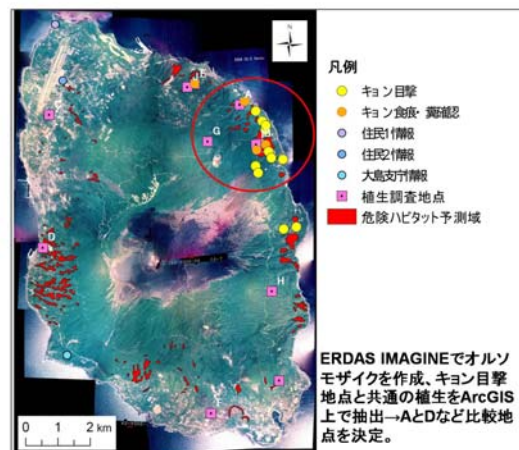 凡例
キョン目撃
キョン食痕・糞確認
住民1情報
住民2情報
大島支庁情報
植生調査地点
危険ハビタット予測域
A
G
D
H
0 1 2 km
ERDAS IMAGINEでオルソ
モザイクを作成、キョン目撃
地点と共通の植生をArcGIS
上で抽出→AとDなど比較地
点を決定。